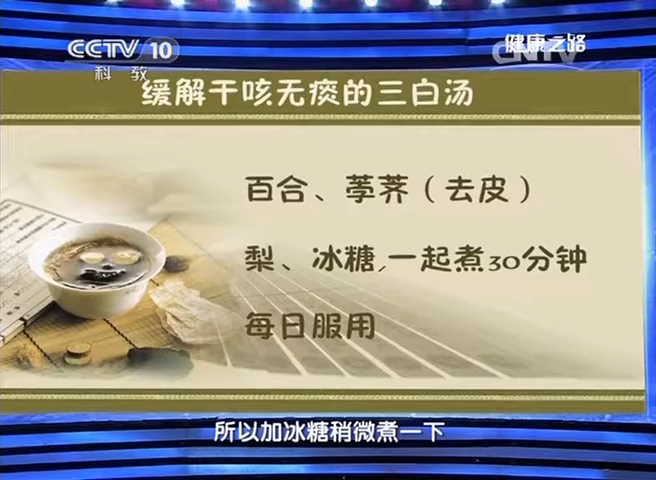 CCTV 10
科教
健康之路
CNTV
缓解干咳无痰的三白汤
百合、荸荠（去皮）
梨、冰糖,一起煮30分钟
每日服用
所以加冰糖稍微煮一下